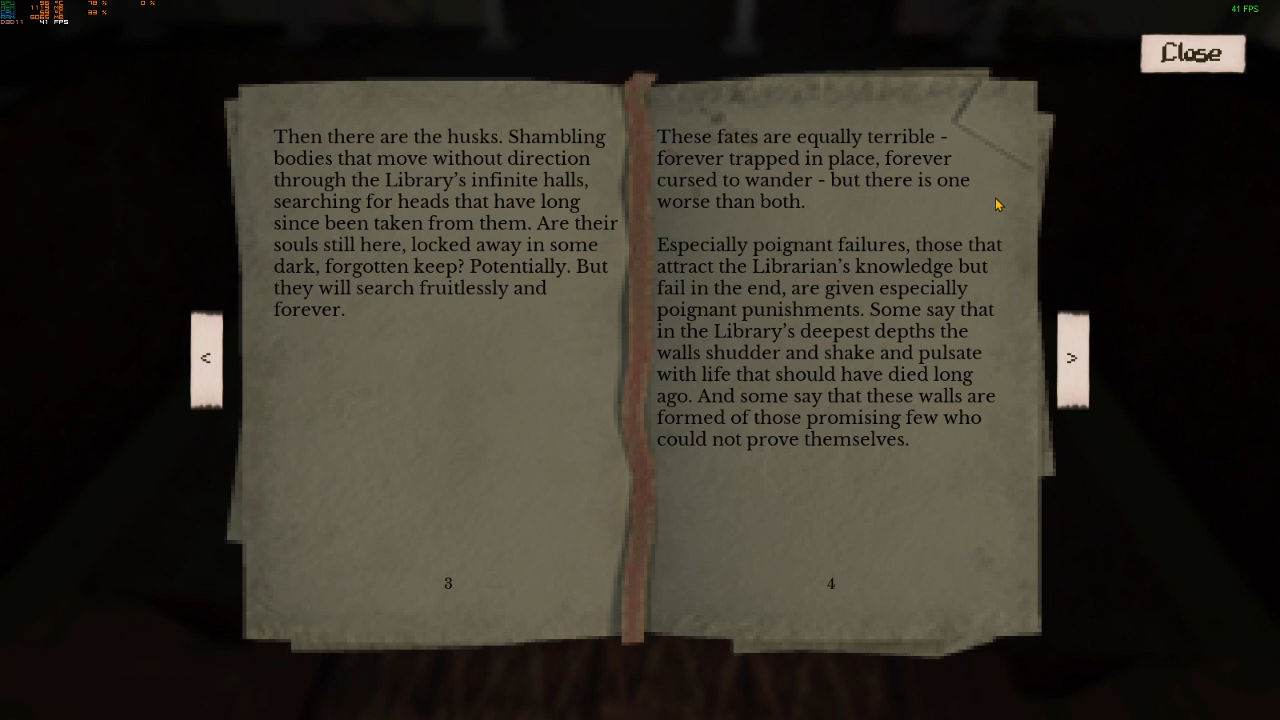 41 FPS
41 FPS
Close
Then there are the husks. Shambling
bodies that move without direction
through the Library's infinite halls,
searching for heads that have long
since been taken from them. Are their
souls still here, locked away in some
dark, forgotten keep? Potentially. But
they will search fruitlessly and
forever.
3
These fates are equally terrible -
forever trapped in place, forever
cursed to wander - but there is one
worse than both.
Especially poignant failures, those that
attract the Librarian's knowledge but
fail in the end, are given especially
poignant punishments. Some say that
in the Library's deepest depths the
walls shudder and shake and pulsate
with life that should have died long
ago. And some say that these walls are
formed of those promising few who
could not prove themselves.
4
<
>